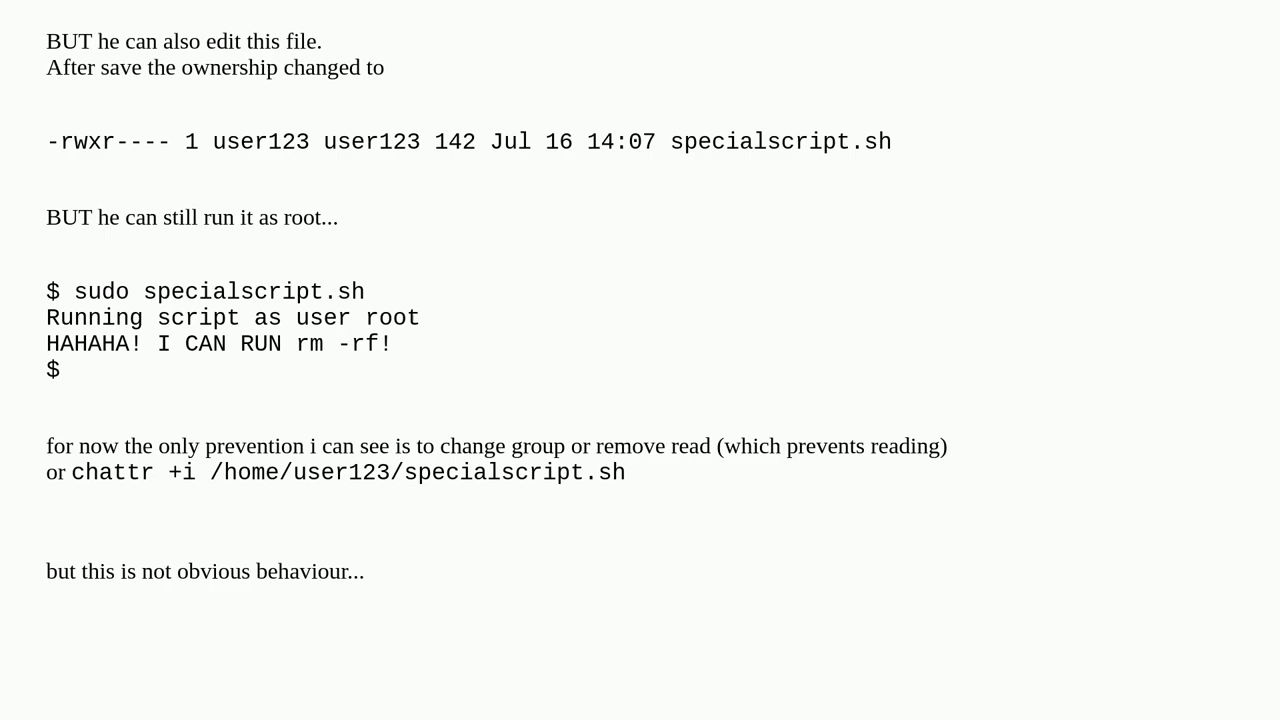 BUT he can also edit this file.
After save the ownership changed to
-rwxr---- 1 user123 user123 142 Jul 16 14:07 specialscript.sh
BUT he can still run it as root...
$ sudo specialscript.sh
Running script as user root
HAHAHA! I CAN RUN rm -rf!
$
for now the only prevention i can see is to change group or remove read (which prevents reading)
or chattr +i /home/user123/specialscript.sh
but this is not obvious behaviour...